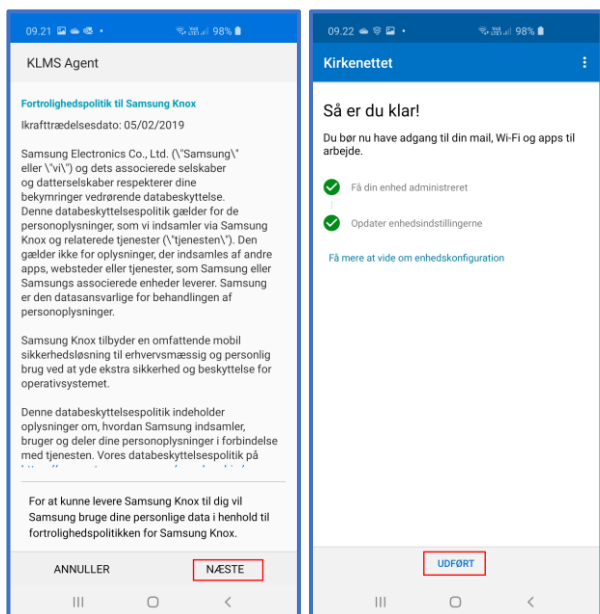 09.21 98%
KLMS Agent
Fortrolighedspolitik til Samsung Knox
Ikrafttrædelsesdato: 05/02/2019
Samsung Electronics Co., Ltd. (\"Samsung\"
eller \"vi\") og dets associerede selskaber
og datterselskaber respekterer dine
bekymringer vedrørende databeskyttelse.
Denne databeskyttelsespolitik gælder for de
personoplysninger, som vi indsamler via Samsung
Knox og relaterede tjenester (\"tjenesten\"). Den
gælder ikke for oplysninger, der indsamles af andre
apps, websteder eller tjenester, som Samsung eller
Samsungs associerede enheder leverer. Samsung
er den dataansvarlige for behandlingen af
personoplysninger.
Samsung Knox tilbyder en omfattende mobil
sikkerhedsløsning til erhvervsmæssig og personlig
brug ved at yde ekstra sikkerhed og beskyttelse for
operativsystemet.
Denne databeskyttelsespolitik indeholder
oplysninger om, hvordan Samsung indsamler,
bruger og deler dine personoplysninger i forbindelse
med tjenesten. Vores databeskyttelsespolitik på
For at kunne levere Samsung Knox til dig vil
Samsung bruge dine personlige data i henhold til
fortrolighedspolitikken for Samsung Knox.
ANNULLER NÆSTE
09.22 98%
Kirkenettet
Så er du klar!
Du bør nu have adgang til din mail, Wi-Fi og apps til
arbejde.
Få din enhed administreret
Opdater enhedsindstillingerne
Få mere at vide om enhedskonfiguration
UDFØRT